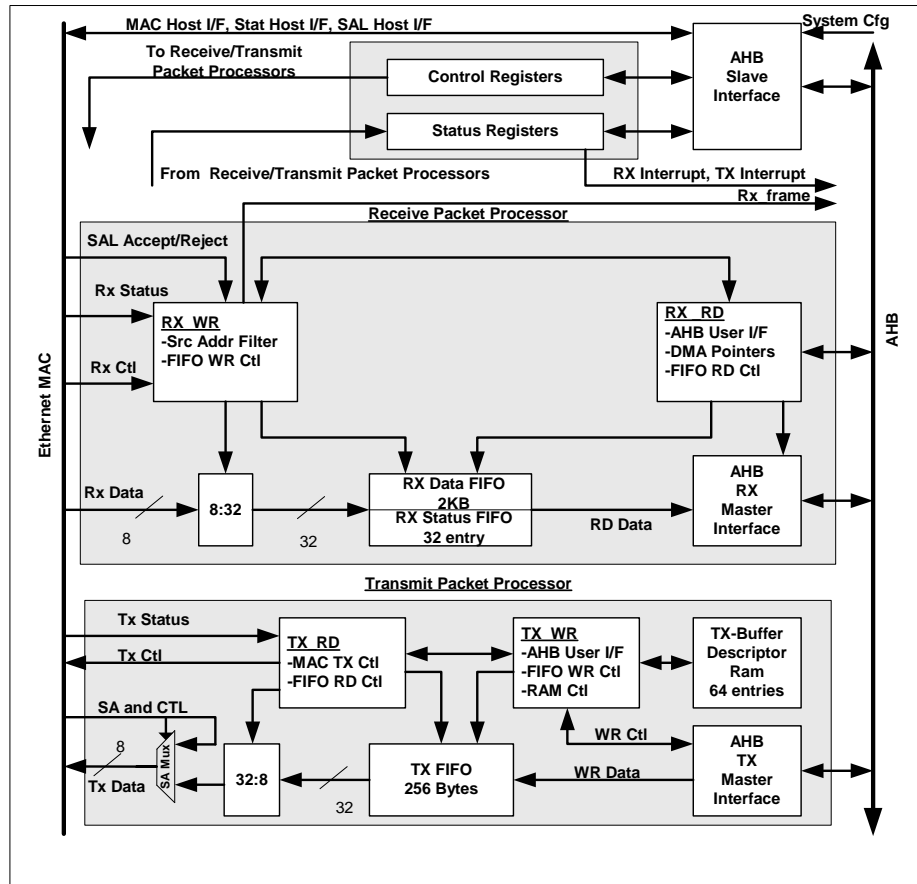 MAC Host I/F, Stat Host I/F, SAL Host I/F
System Cfg
To Receive/Transmit
Packet Processors
Control Registers
AHB
Slave
Interface
Status Registers
From Receive/Transmit Packet Processors
RX Interrupt, TX Interrupt
Rx_frame
Receive Packet Processor
SAL Accept/Reject
Rx Status
RX_WR
-Src Addr Filter
-FIFO WR Ctl
RX_RD
-AHB User I/F
-DMA Pointers
-FIFO RD Ctl
Rx Ctl
Ethernet MAC
AHB
Rx Data
8
8:32
32
RX Data FIFO
2KB
RX Status FIFO
32 entry
RD Data
AHB
RX
Master
Interface
Transmit Packet Processor
Tx Status
Tx Ctl
TX_RD
-MAC TX Ctl
-FIFO RD Ctl
TX_WR
-AHB User I/F
-FIFO WR Ctl
-RAM Ctl
TX-Buffer
Descriptor
Ram
64 entries
SA and CTL
8
SA Mux
Tx Data
32:8
32
TX FIFO
256 Bytes
WR Ctl
WR Data
AHB
TX
Master
Interface